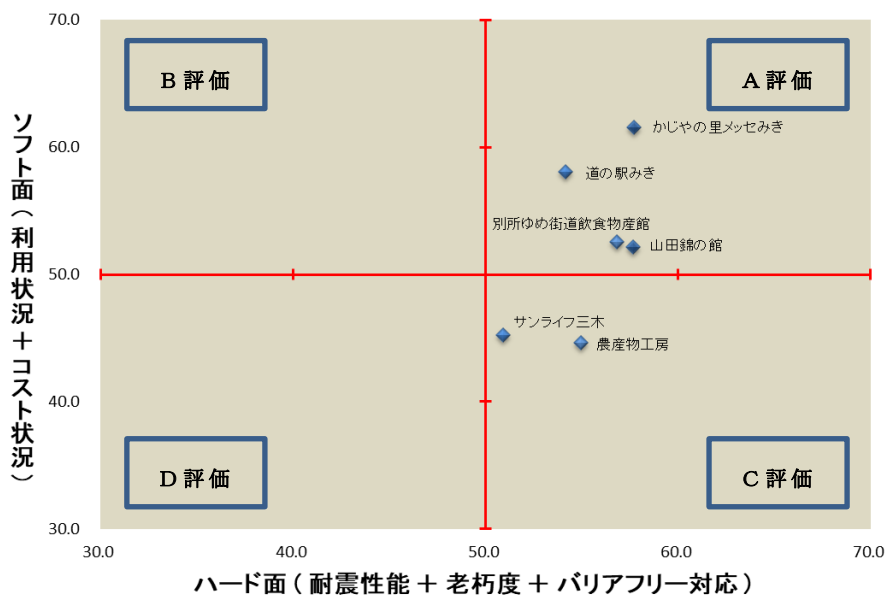 70.0
B 評価
A 評価
かじやの里メッセみき
60.0
道の駅みき
別所ゆめ街道飲食物産館
山田錦の館
50.0
サンライフ三木
農産物工房
40.0
D 評価
C 評価
30.0
30.0 40.0 50.0 60.0 70.0
ソフト面(利用状況+コスト状況)
ハード面(耐震性能+老朽度+バリアフリー対応)